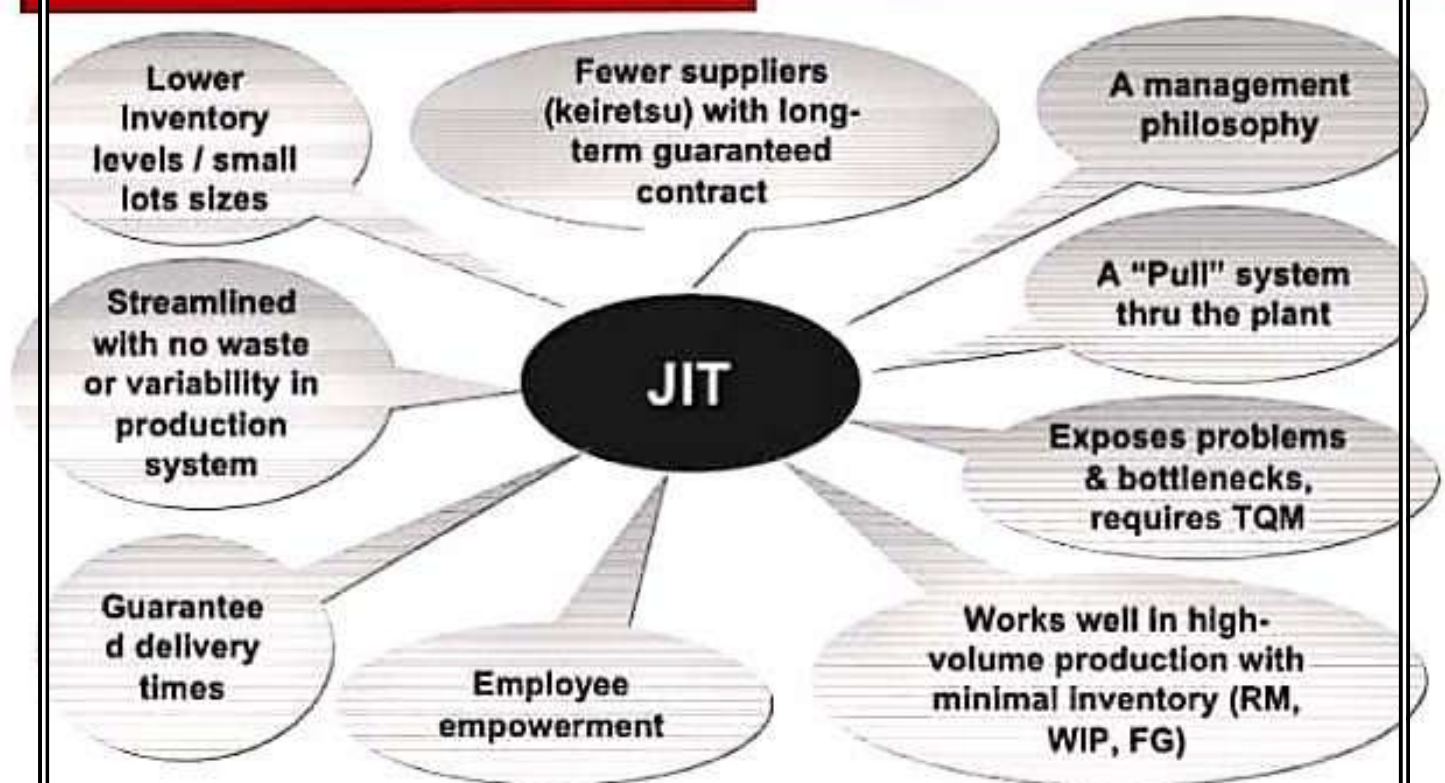 Lower
Inventory
levels / small
lots sizes
Fewer suppliers
(keiretsu) with long-
term guaranteed
contract
A management
philosophy
Streamlined
with no waste
or variability in
production
system
JIT
A “Pull” system
thru the plant
Exposes problems
& bottlenecks,
requires TQM
Guarantee
d delivery
times
Employee
empowerment
Works well in high-
volume production with
minimal inventory (RM,
WIP, FG)